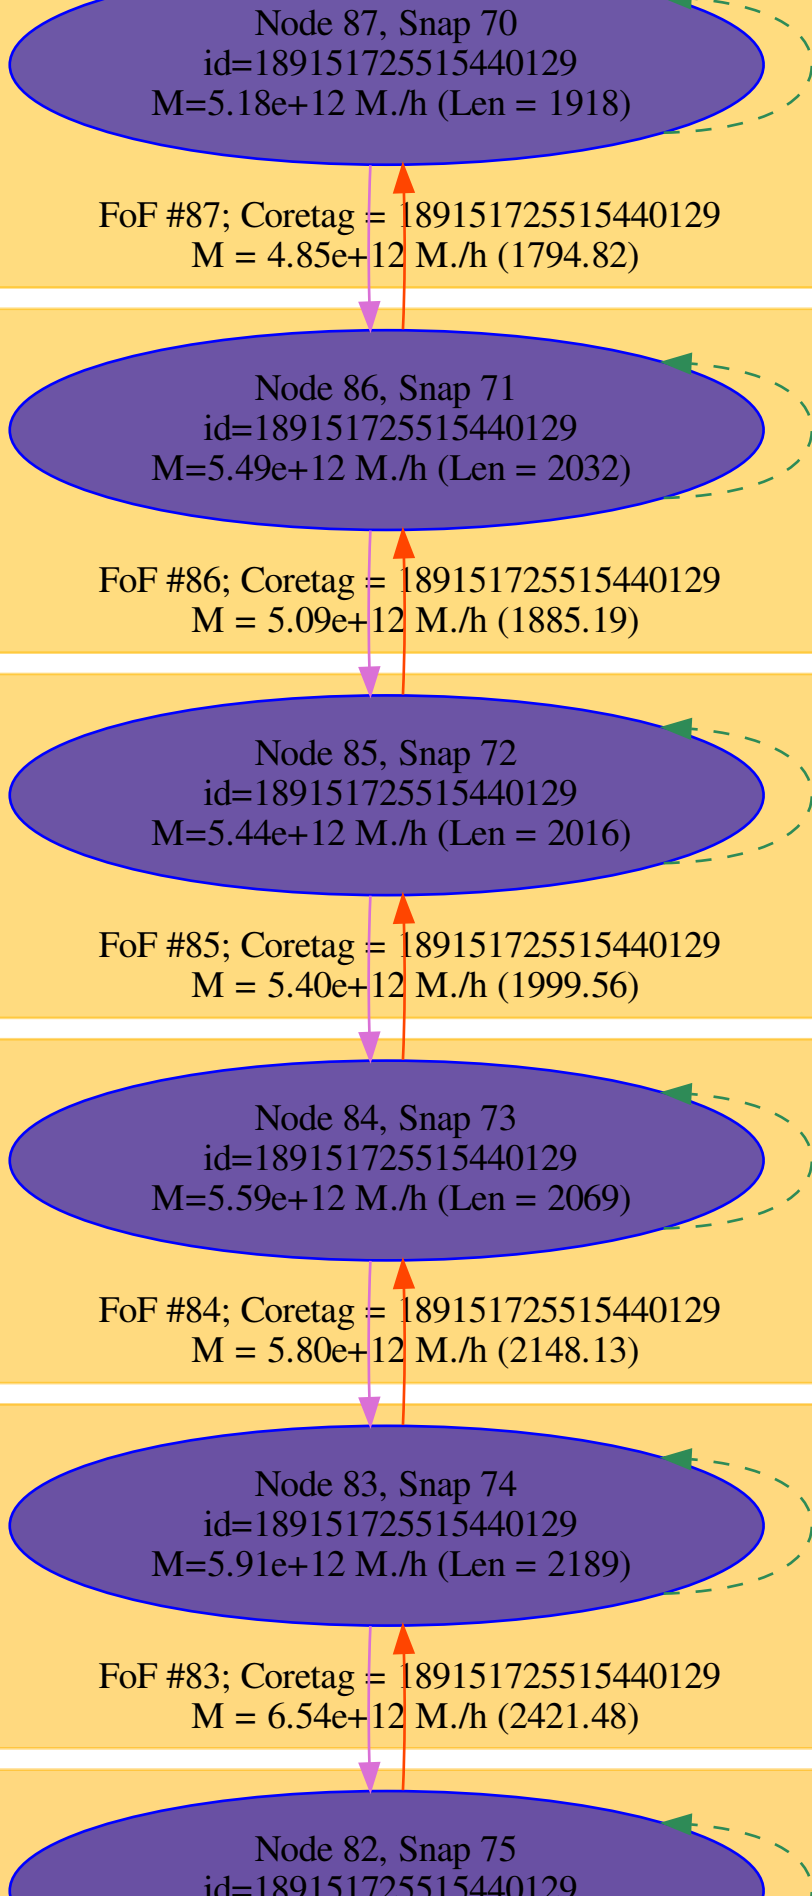 Node 87, Snap 70
id=189151725515440129
M=5.18e+12 M./h (Len = 1918)
FoF #87; Coretag = 189151725515440129
M = 4.85e+12 M./h (1794.82)
Node 86, Snap 71
id=189151725515440129
M=5.49e+12 M./h (Len = 2032)
FoF #86; Coretag = 189151725515440129
M = 5.09e+12 M./h (1885.19)
Node 85, Snap 72
id=189151725515440129
M=5.44e+12 M./h (Len = 2016)
FoF #85; Coretag = 189151725515440129
M = 5.40e+12 M./h (1999.56)
Node 84, Snap 73
id=189151725515440129
M=5.59e+12 M./h (Len = 2069)
FoF #84; Coretag = 189151725515440129
M = 5.80e+12 M./h (2148.13)
Node 83, Snap 74
id=189151725515440129
M=5.91e+12 M./h (Len = 2189)
FoF #83; Coretag = 189151725515440129
M = 6.54e+12 M./h (2421.48)
Node 82, Snap 75
id=189151725515440129